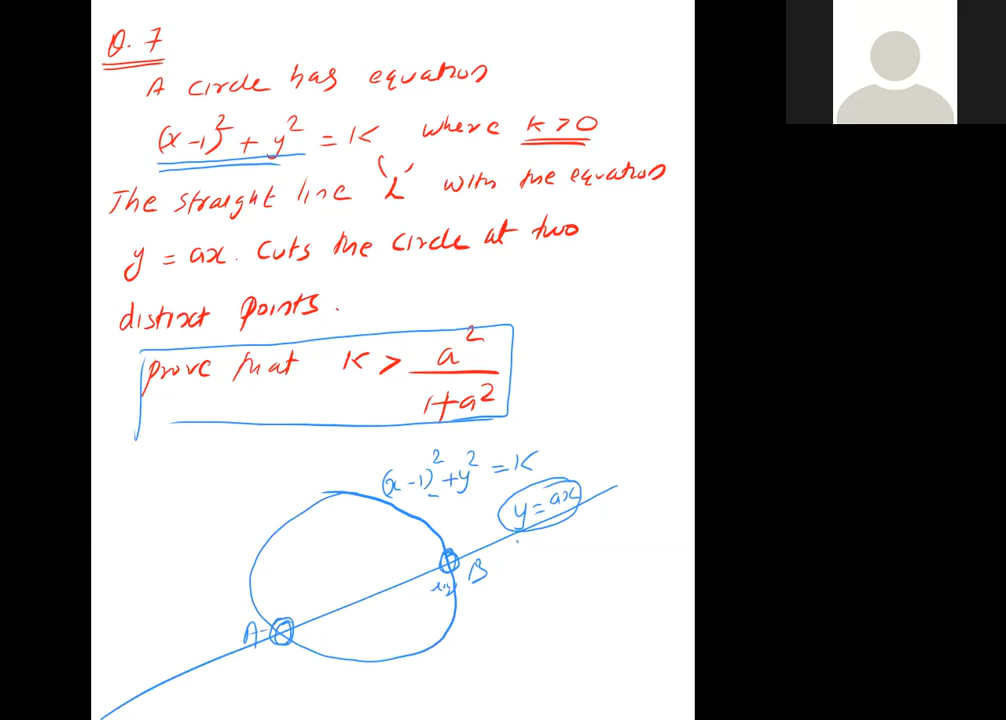 Q. 7
A circle has equation
(x-1)² + y² = K where K > 0
The straight line 'L' with the equation
y = ax. cuts the circle at two
distinct points.
prove that K > a² / 1+a²
(x-1)² + y² = K
y = ax
B
A